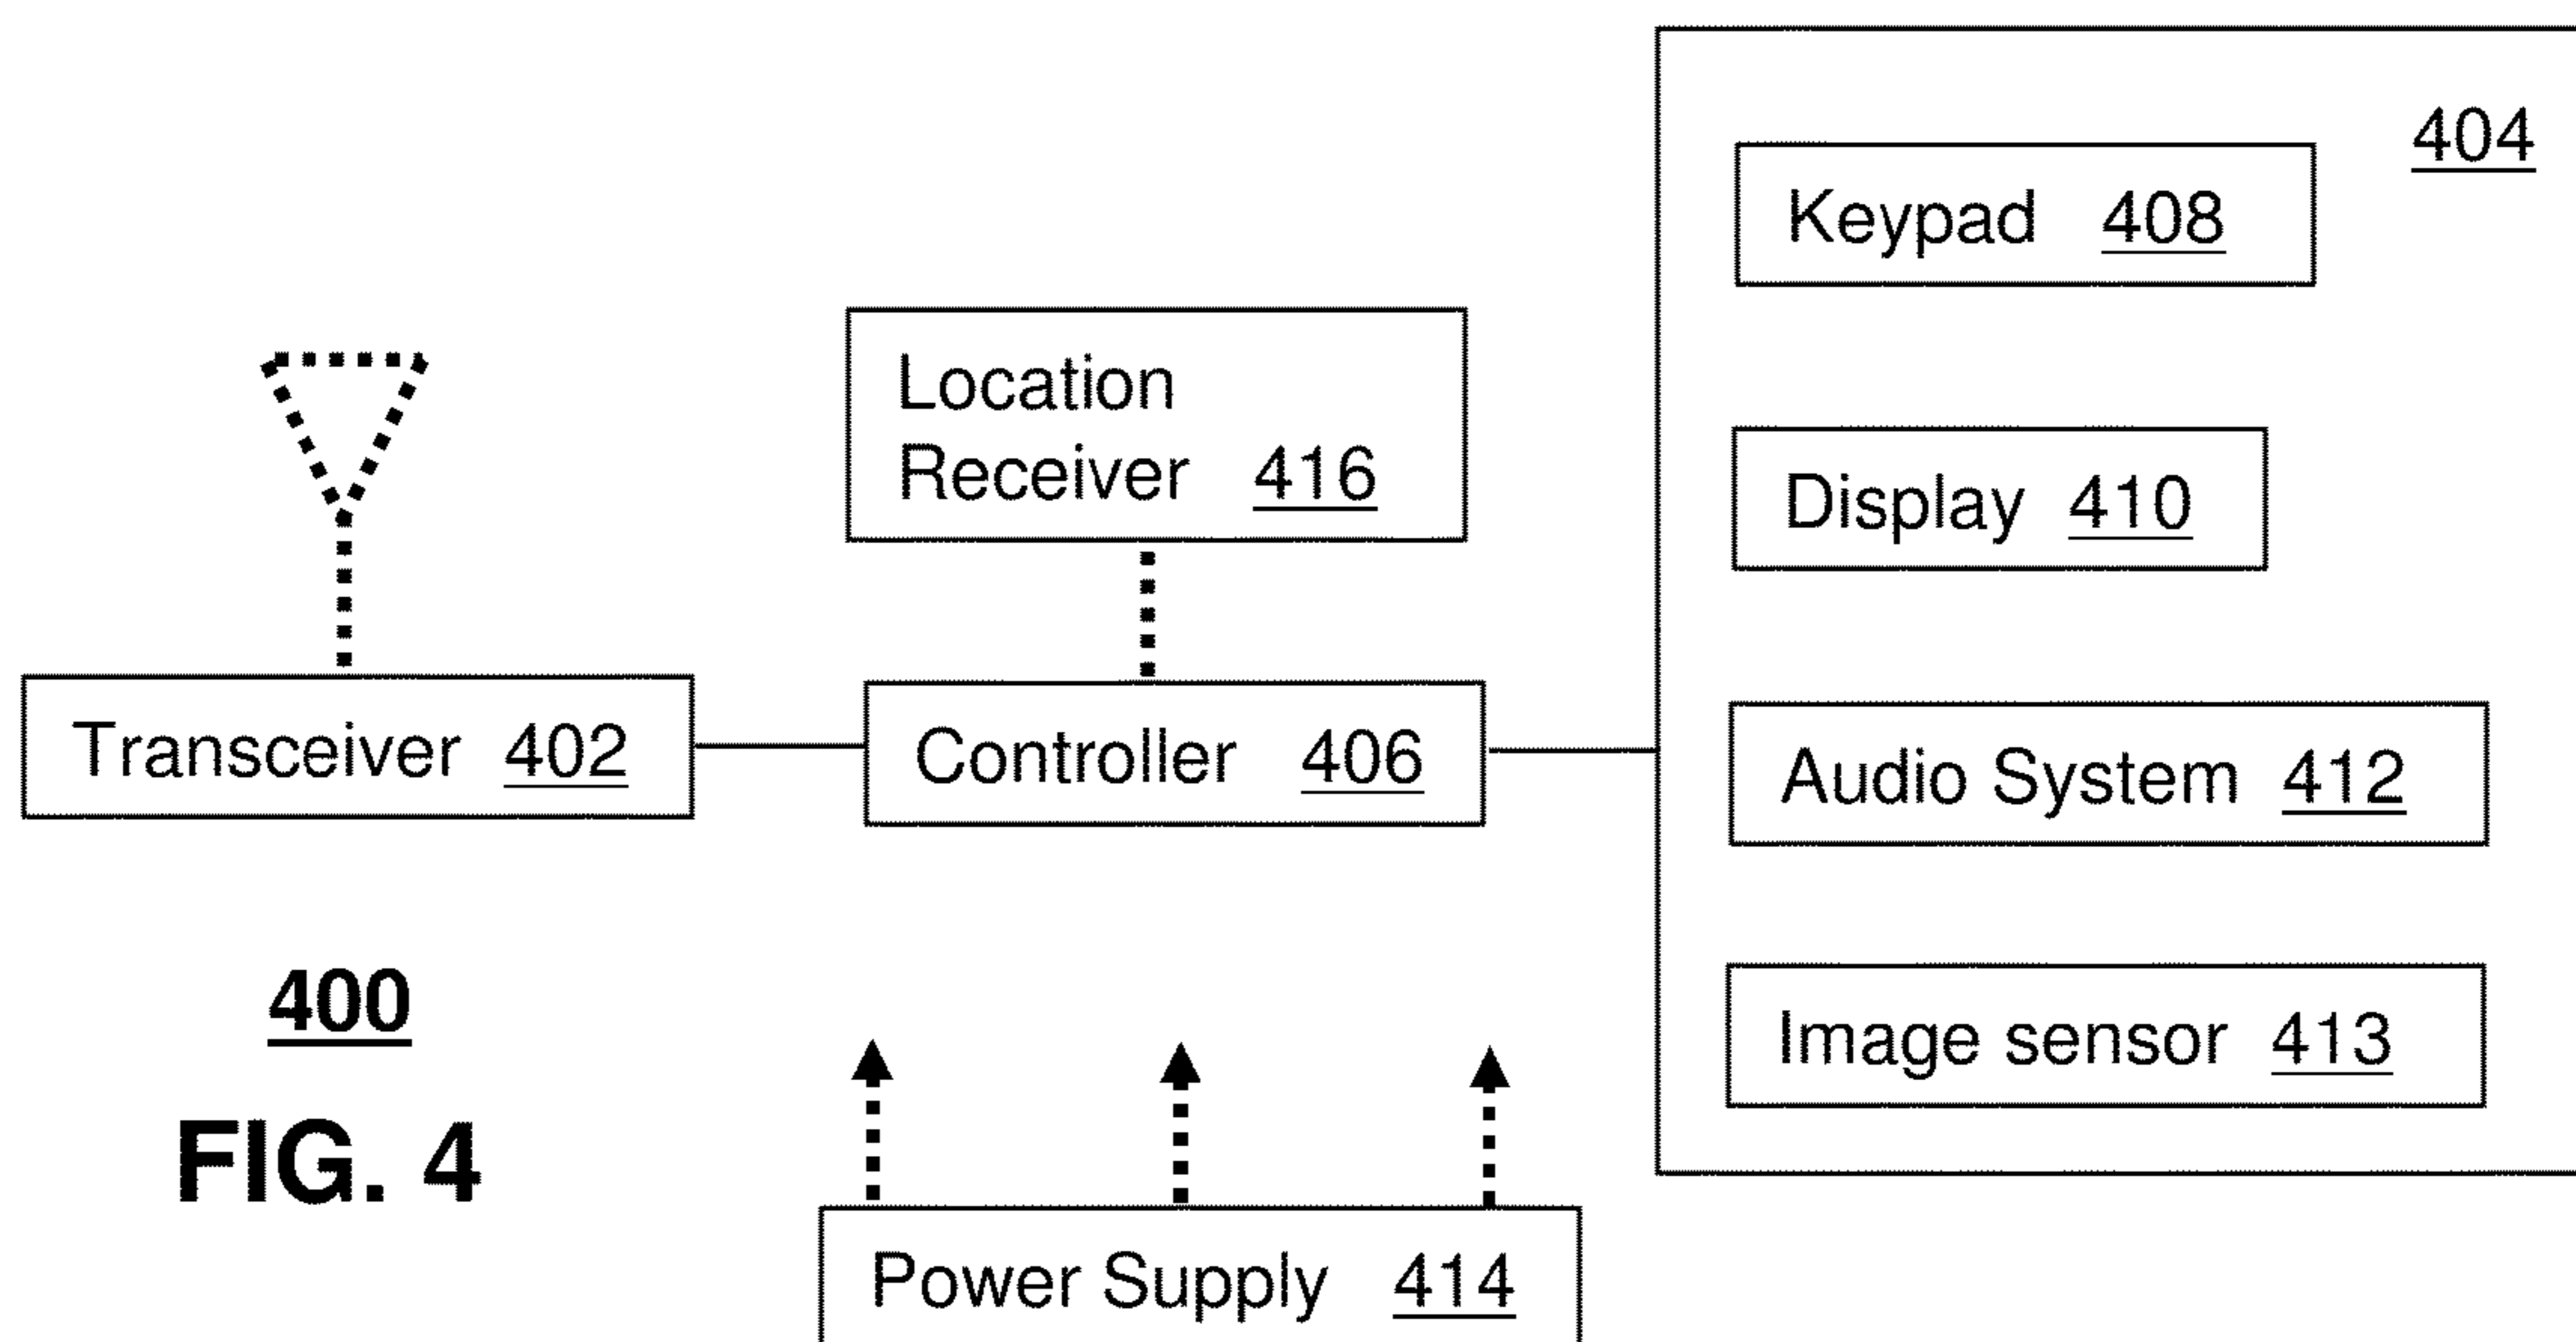 404
Keypad 408
Location
Receiver 416
Display 410
Transceiver 402
Controller 406
Audio System 412
400
Image sensor 413
FIG. 4
Power Supply 414